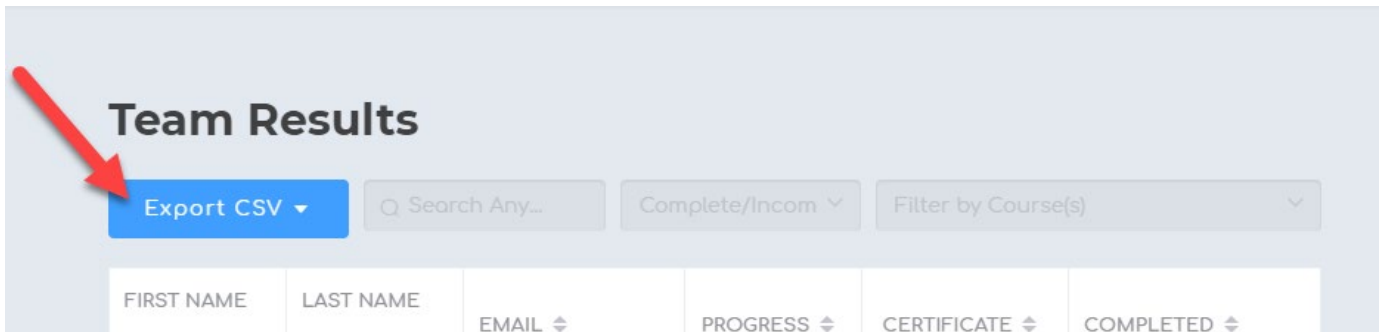 Team Results
Export CSV
Search Any...
Complete/Incom
Filter by Course(s)
FIRST NAME
LAST NAME
EMAIL
PROGRESS
CERTIFICATE
COMPLETED